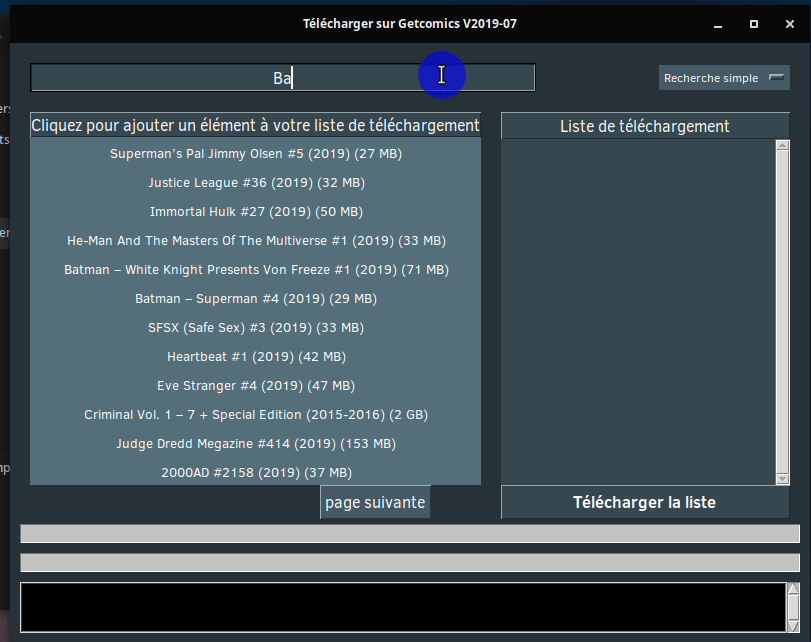 Télécharger sur Getcomics V2019-07
Ba
Recherche simple
Cliquez pour ajouter un élément à votre liste de téléchargement
Liste de téléchargement
Superman's Pal Jimmy Olsen #5 (2019) (27 MB)
Justice League #36 (2019) (32 MB)
Immortal Hulk #27 (2019) (50 MB)
He-Man And The Masters Of The Multiverse #1 (2019) (33 MB)
Batman – White Knight Presents Von Freeze #1 (2019) (71 MB)
Batman – Superman #4 (2019) (29 MB)
SFSX (Safe Sex) #3 (2019) (33 MB)
Heartbeat #1 (2019) (42 MB)
Eve Stranger #4 (2019) (47 MB)
Criminal Vol. 1 – 7 + Special Edition (2015-2016) (2 GB)
Judge Dredd Megazine #414 (2019) (153 MB)
2000AD #2158 (2019) (37 MB)
page suivante
Télécharger la liste